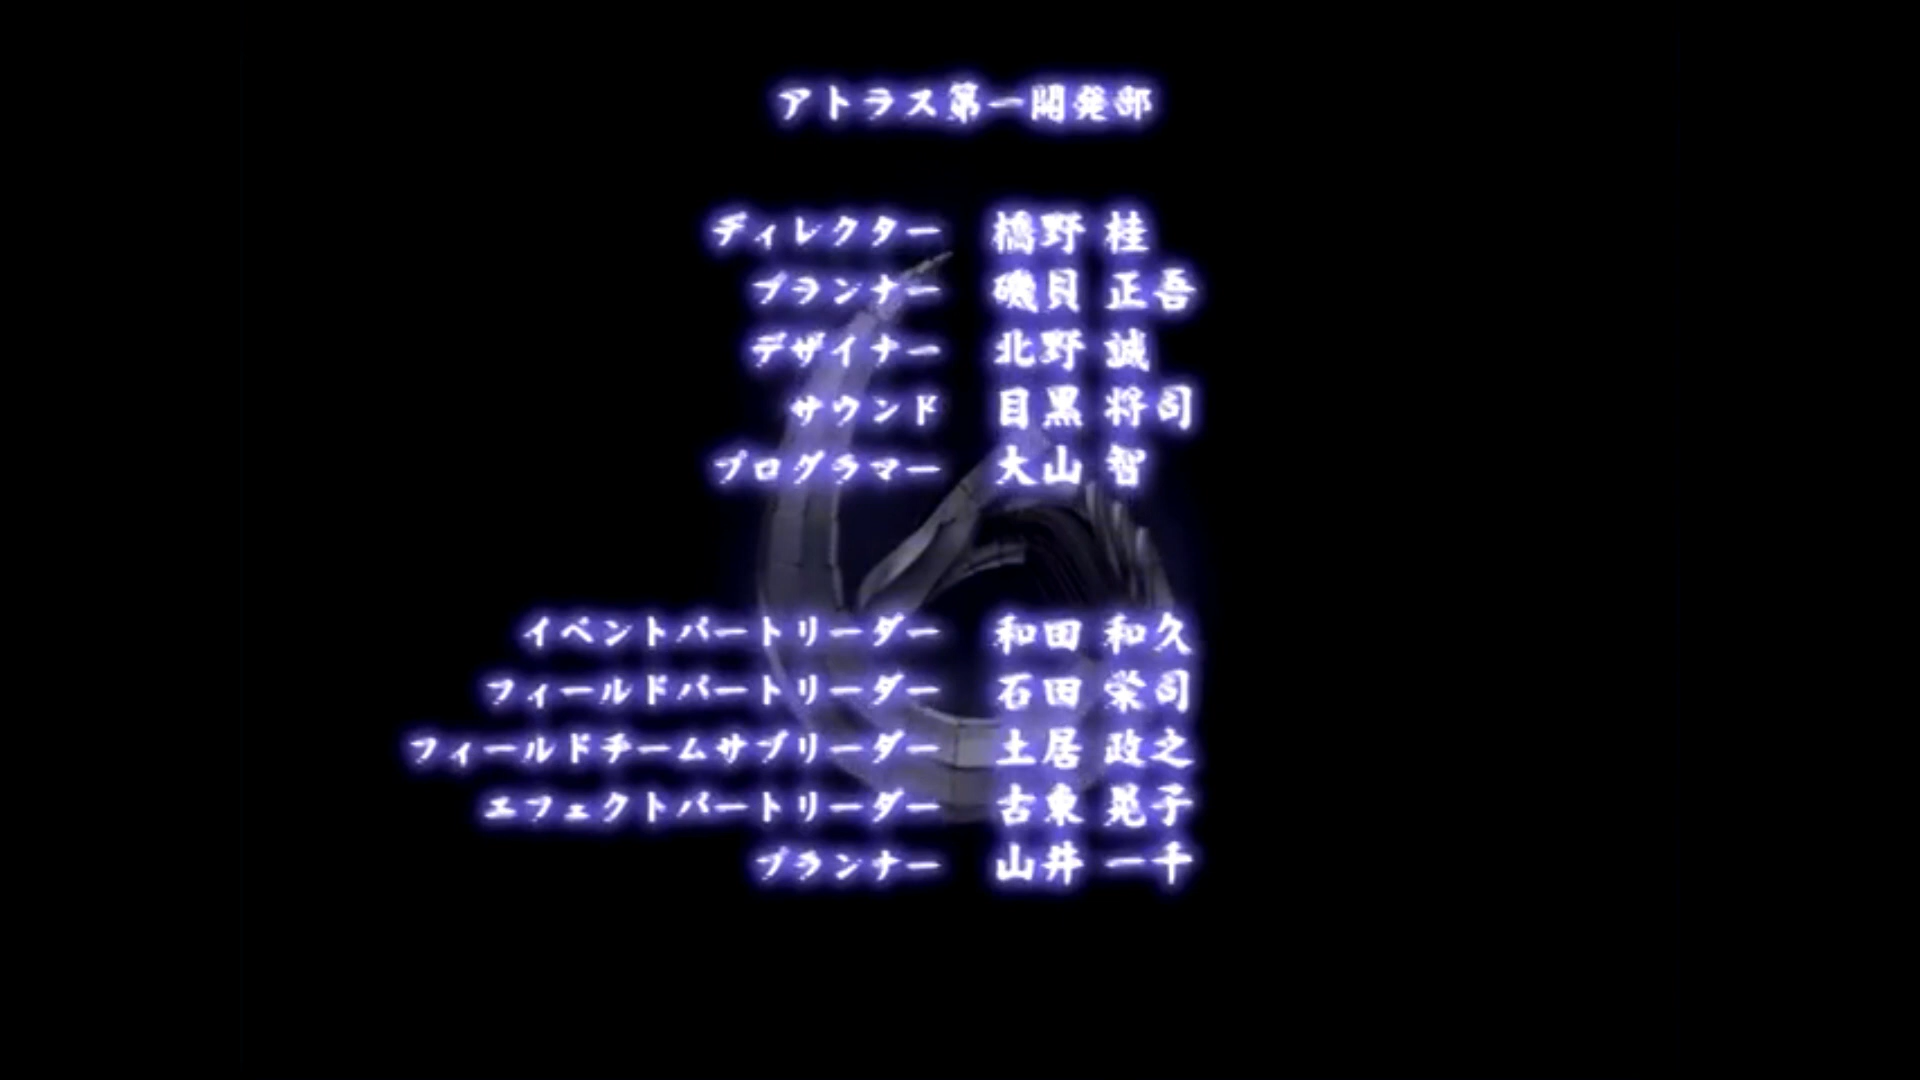 アトラス第一開発部
ディレクター 橋野 桂
プランナー 磯貝 正吾
デザイナー 北野 誠
サウンド 目黒 将司
プログラマー 大山 智
イベントパートリーダー 和田 和久
フィールドパートリーダー 石田 栄司
フィールドチームサブリーダー 土居 政之
エフェクトパートリーダー 古東 晃子
プランナー 山井 一千